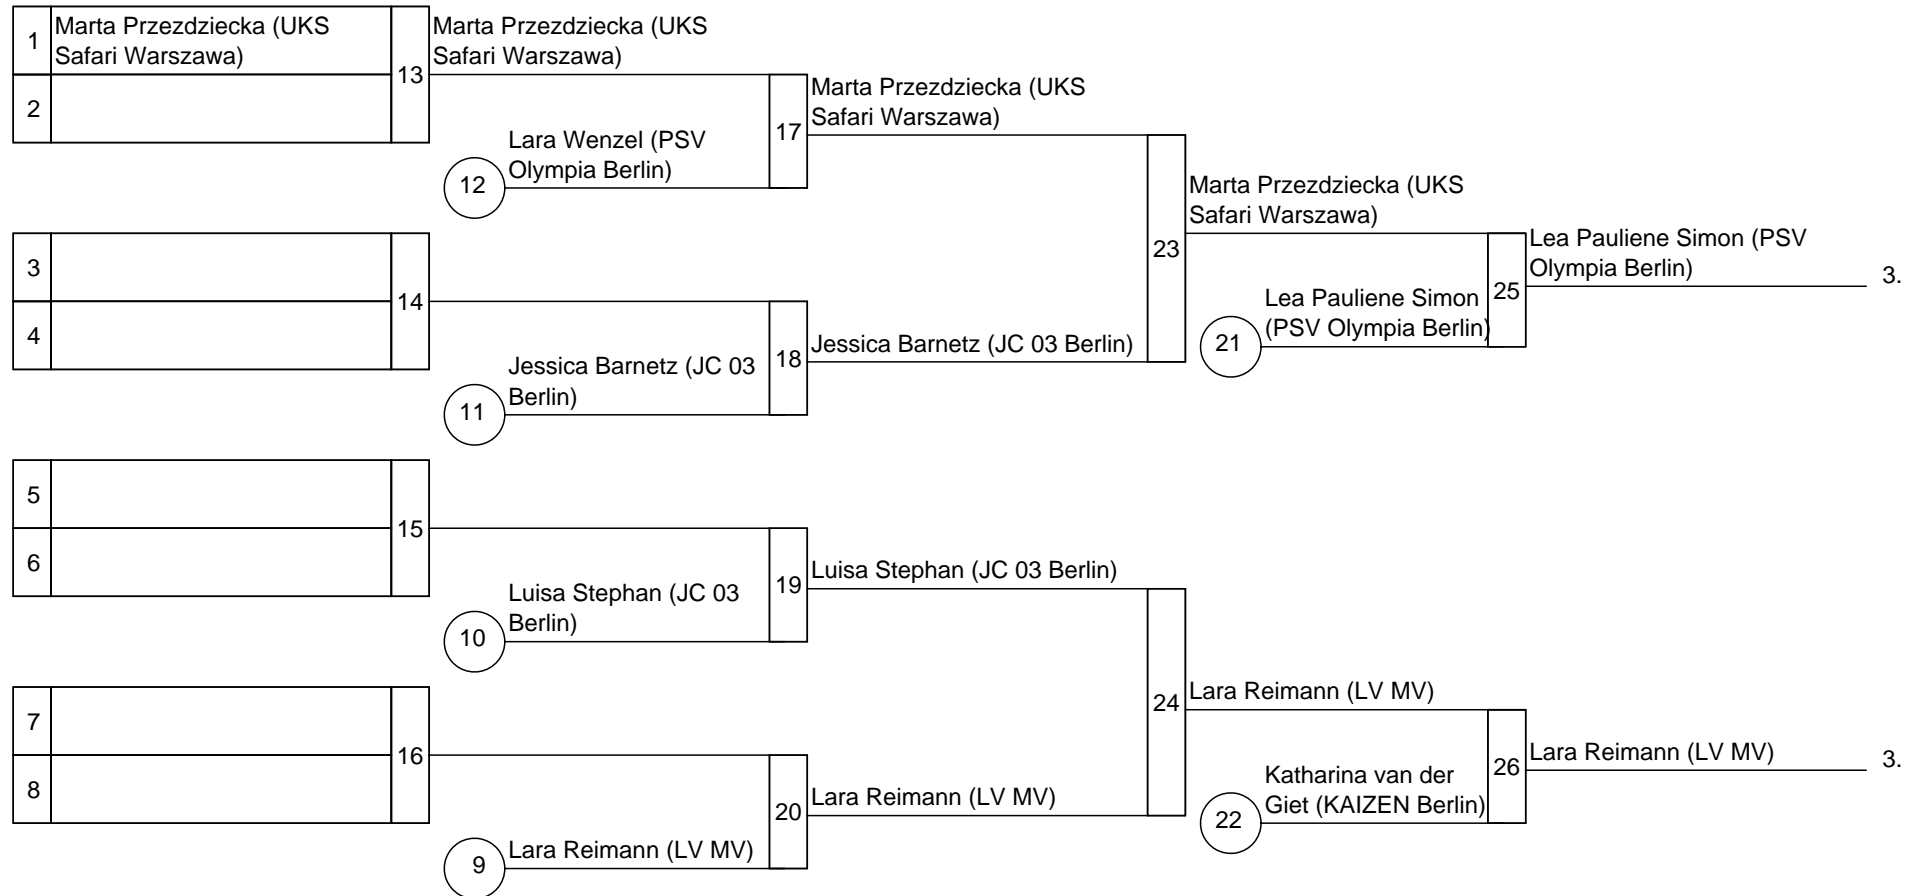 1
Marta Przezdziecka (UKS
Safari Warszawa)
2
13
Marta Przezdziecka (UKS
Safari Warszawa)
12
Lara Wenzel (PSV
Olympia Berlin)
17
Marta Przezdziecka (UKS
Safari Warszawa)
3
4
14
11
Jessica Barnetz (JC 03
Berlin)
18
Jessica Barnetz (JC 03 Berlin)
23
Marta Przezdziecka (UKS
Safari Warszawa)
21
Lea Pauliene Simon
(PSV Olympia Berlin)
25
Lea Pauliene Simon (PSV
Olympia Berlin)
3.
5
6
15
10
Luisa Stephan (JC 03
Berlin)
19
Luisa Stephan (JC 03 Berlin)
7
8
16
9
Lara Reimann (LV MV)
20
Lara Reimann (LV MV)
24
Lara Reimann (LV MV)
22
Katharina van der
Giet (KAIZEN Berlin)
26
Lara Reimann (LV MV)
3.